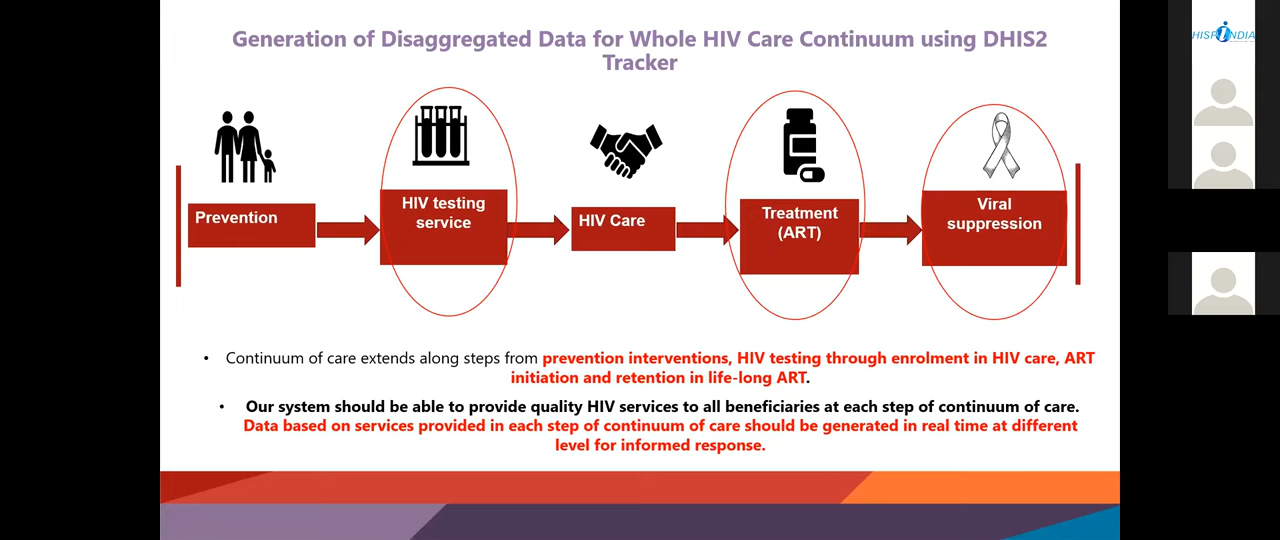 Generation of Disaggregated Data for Whole HIV Care Continuum using DHIS2
Tracker
HISP INDIA
Prevention
HIV testing
service
HIV Care
Treatment
(ART)
Viral
suppression
• Continuum of care extends along steps from prevention interventions, HIV testing through enrolment in HIV care, ART
initiation and retention in life-long ART.
• Our system should be able to provide quality HIV services to all beneficiaries at each step of continuum of care.
Data based on services provided in each step of continuum of care should be generated in real time at different
level for informed response.